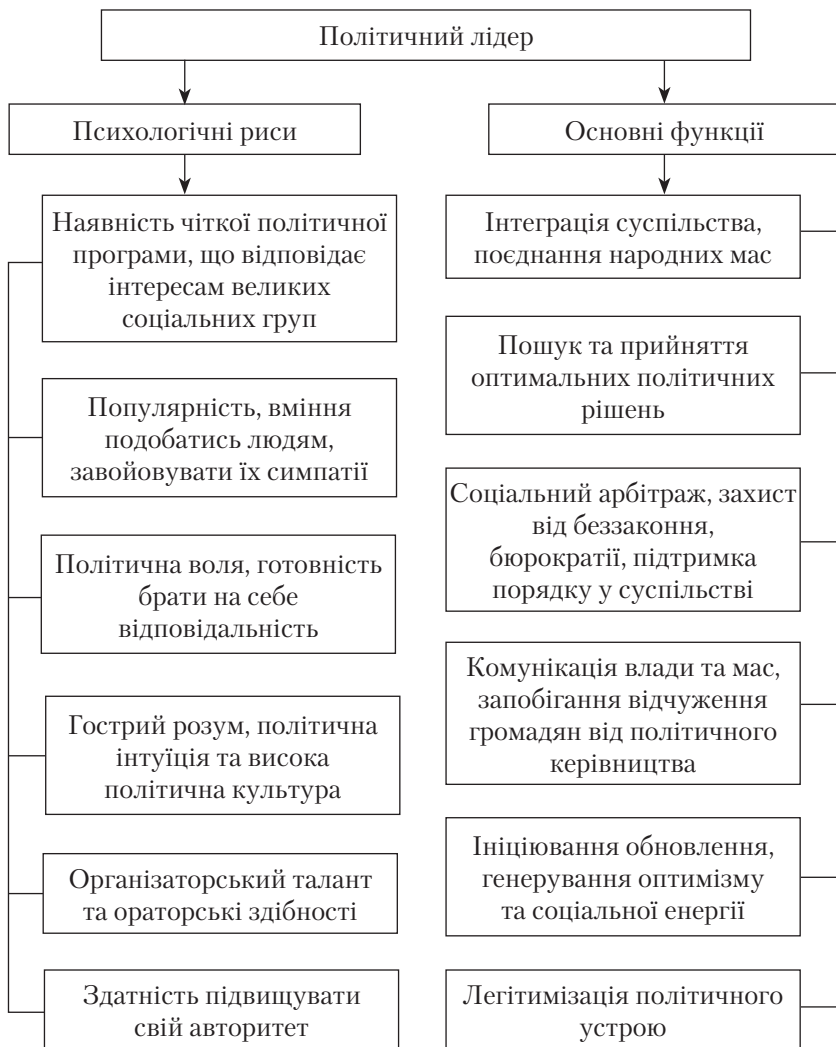 Політичний лідер
Психологічні риси
Наявність чіткої політичної
програми, що відповідає
інтересам великих
соціальних груп
Популярність, вміння
подобатись людям,
завойовувати їх симпатії
Політична воля, готовність
брати на себе
відповідальність
Гострий розум, політична
інтуїція та висока
політична культура
Організаторський талант
та ораторські здібності
Здатність підвищувати
свій авторитет
Основні функції
Інтеграція суспільства,
поєднання народних мас
Пошук та прийняття
оптимальних політичних
рішень
Соціальний арбітраж, захист
від беззаконня,
бюрократії, підтримка
порядку у суспільстві
Комунікація влади та мас,
запобігання відчуження
громадян від політичного
керівництва
Ініціювання обновлення,
генерування оптимізму
та соціальної енергії
Легітимізація політичного
устрою